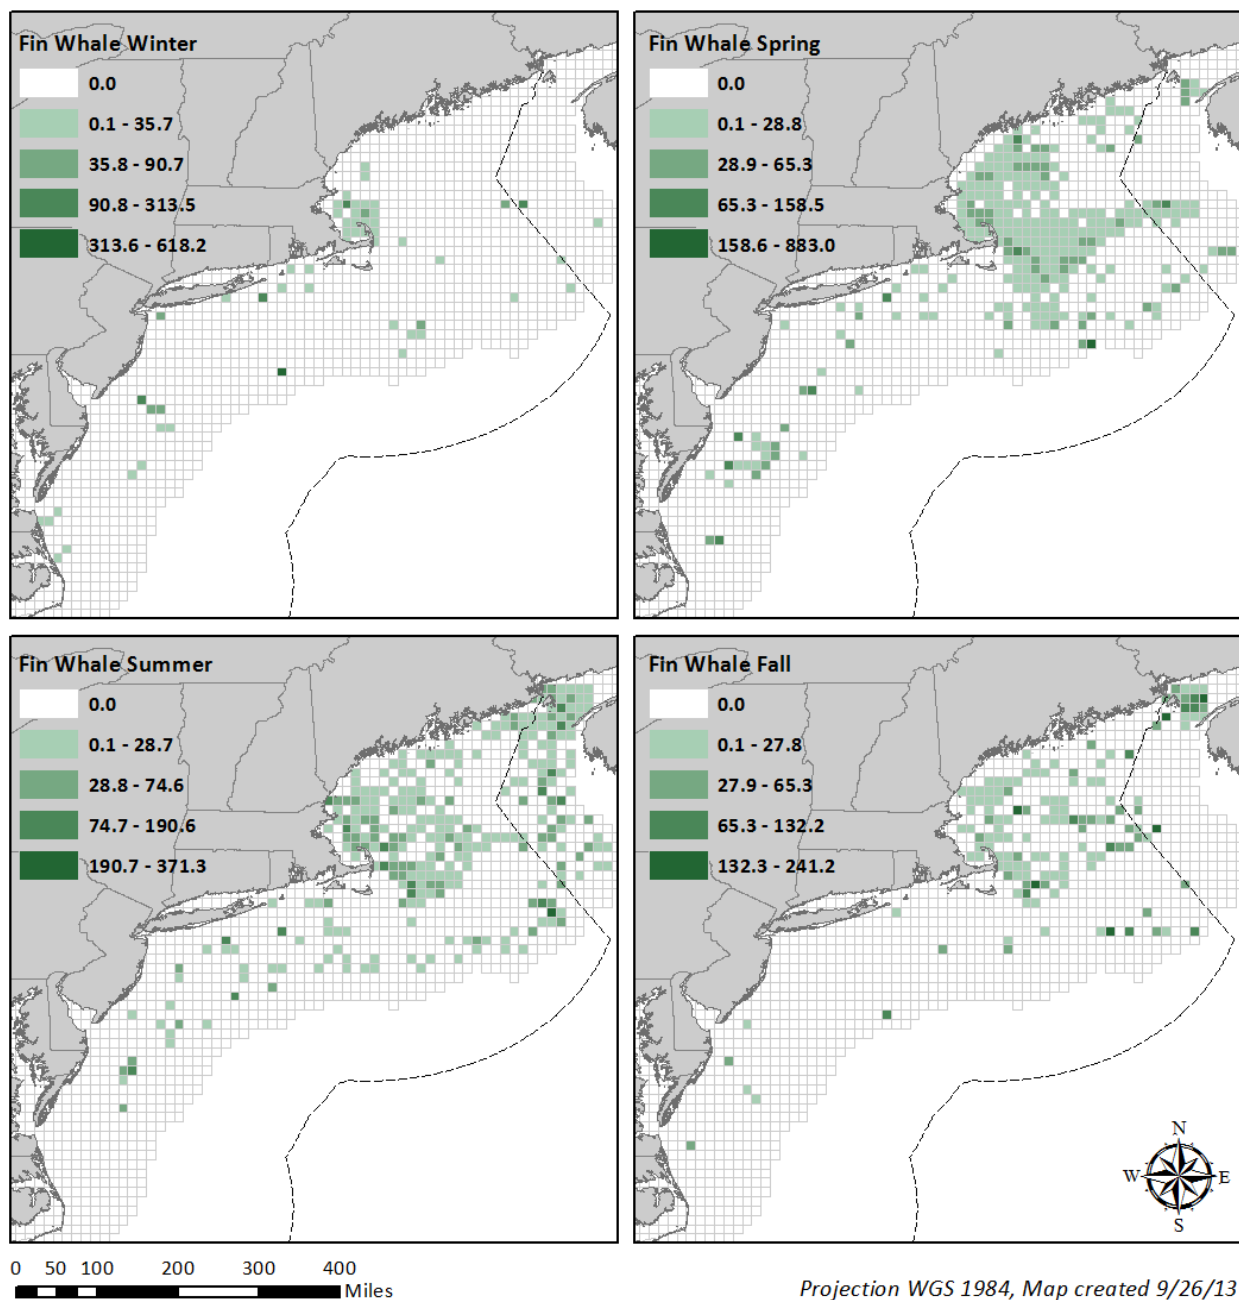 Fin Whale Winter
0.0
0.1 - 35.7
35.8 - 90.7
90.8 - 313.5
313.6 - 618.2
Fin Whale Spring
0.0
0.1 - 28.8
28.9 - 65.3
65.3 - 158.5
158.6 - 883.0
Fin Whale Summer
0.0
0.1 - 28.7
28.8 - 74.6
74.7 - 190.6
190.7 - 371.3
Fin Whale Fall
0.0
0.1 - 27.8
27.9 - 65.3
65.3 - 132.2
132.3 - 241.2
N
W E
S
0 50 100 200 300 400
Miles
Projection WGS 1984, Map created 9/26/13